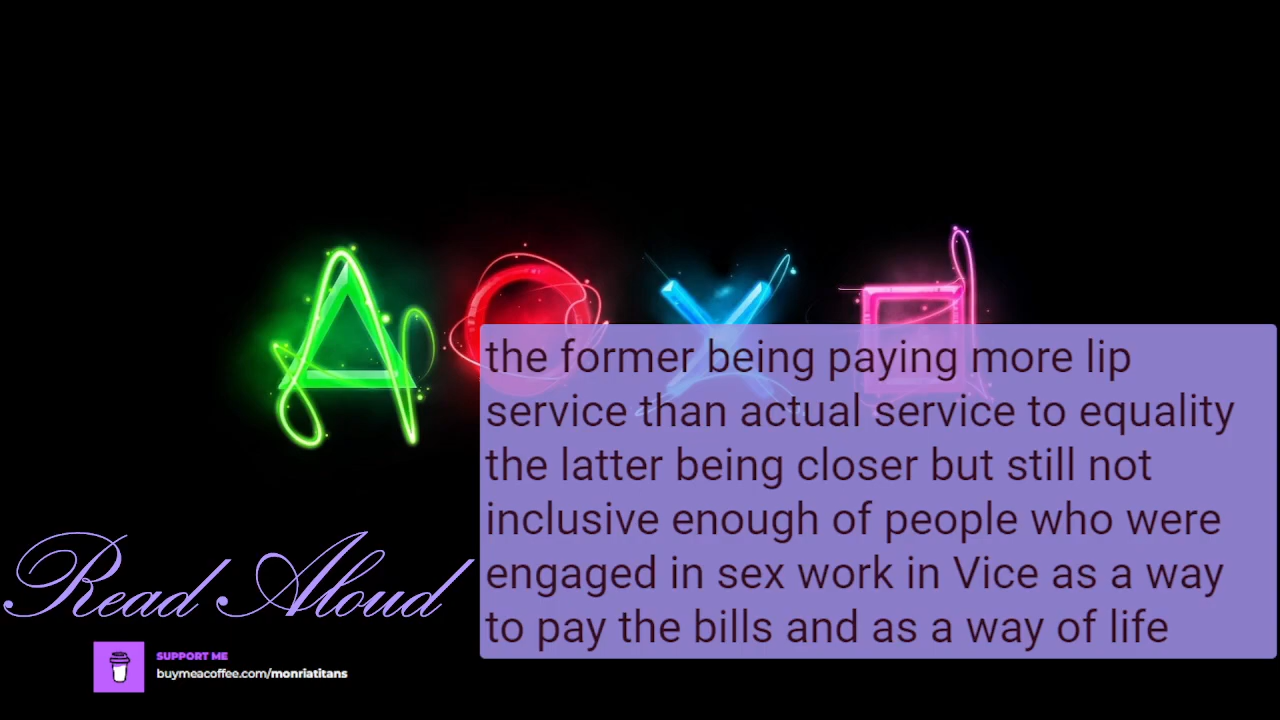 the former being paying more lip
service than actual service to equality
the latter being closer but still not
inclusive enough of people who were
engaged in sex work in Vice as a way
to pay the bills and as a way of life
Read Aloud
SUPPORT ME
buymeacoffee.com/monriatitans